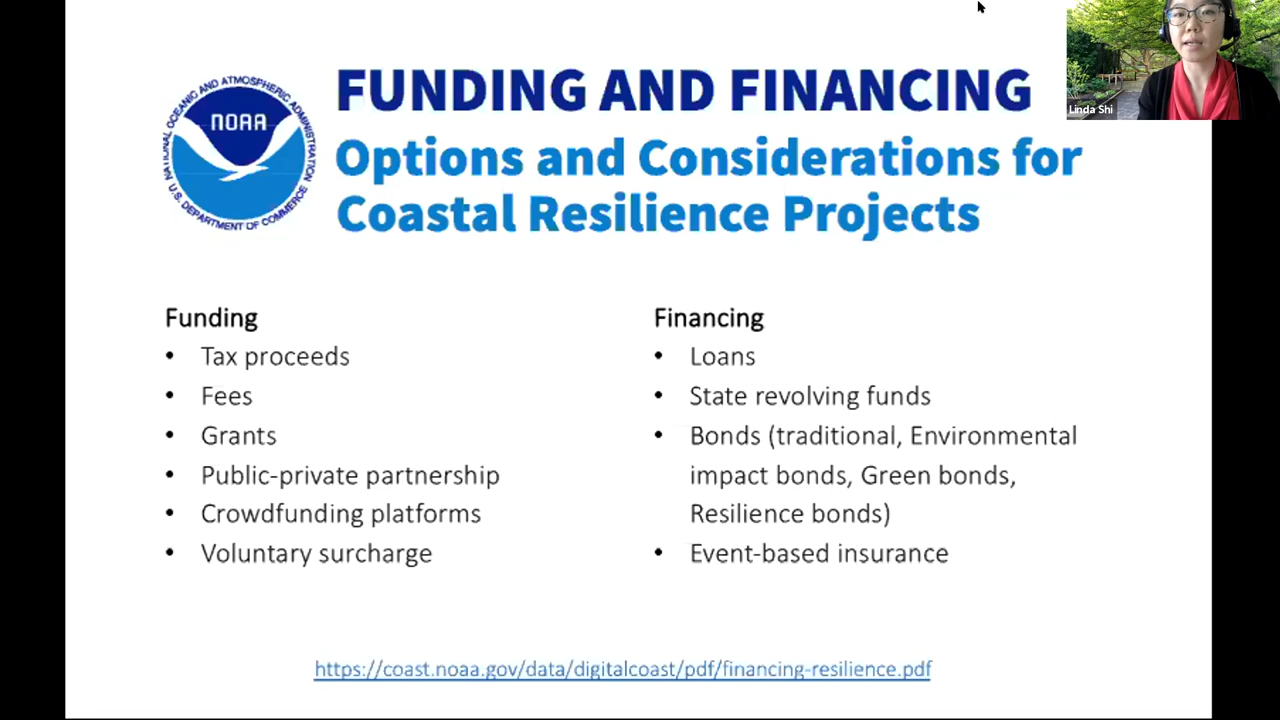 NATIONAL OCEANIC AND ATMOSPHERIC ADMINISTRATION
U.S. DEPARTMENT OF COMMERCE
NOAA
FUNDING AND FINANCING
Options and Considerations for
Coastal Resilience Projects
Linda Shi
Funding
• Tax proceeds
• Fees
• Grants
• Public-private partnership
• Crowdfunding platforms
• Voluntary surcharge
Financing
• Loans
• State revolving funds
• Bonds (traditional, Environmental
impact bonds, Green bonds,
Resilience bonds)
• Event-based insurance
https://coast.noaa.gov/data/digitalcoast/pdf/financing-resilience.pdf